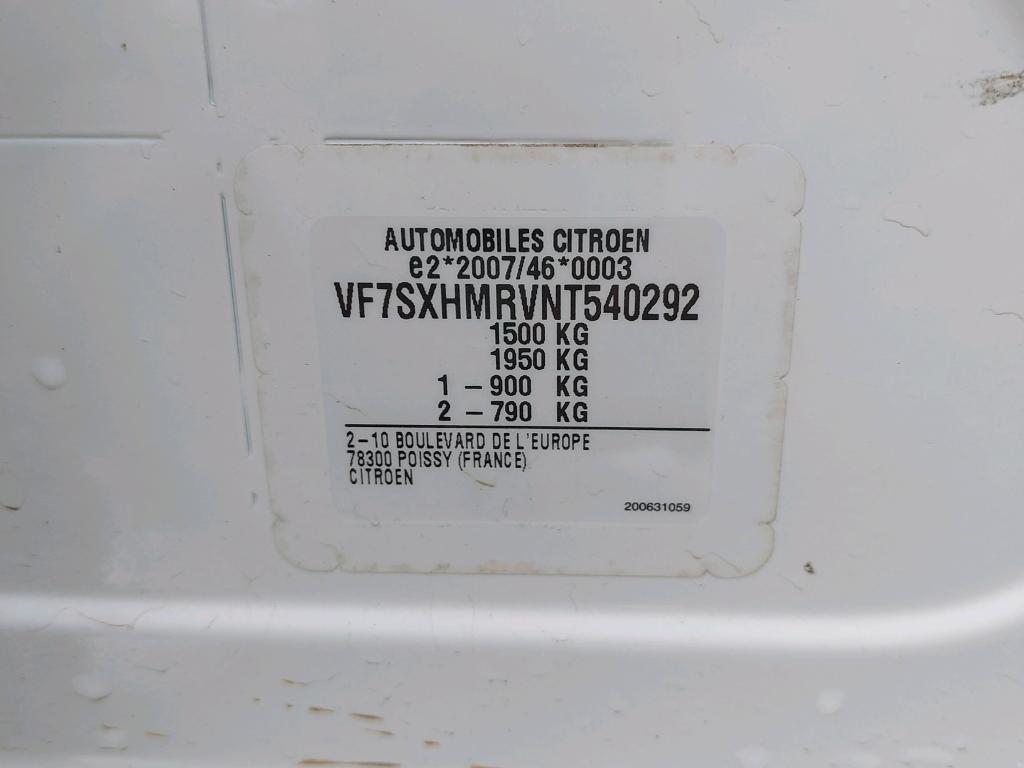 AUTOMOBILES CITROEN
e2*2007/46*0003
VF7SXHMRVNT540292
1500 KG
1950 KG
1 – 900 KG
2 – 790 KG
2–10 BOULEVARD DE L'EUROPE
78300 POISSY (FRANCE)
CITROEN
200631059